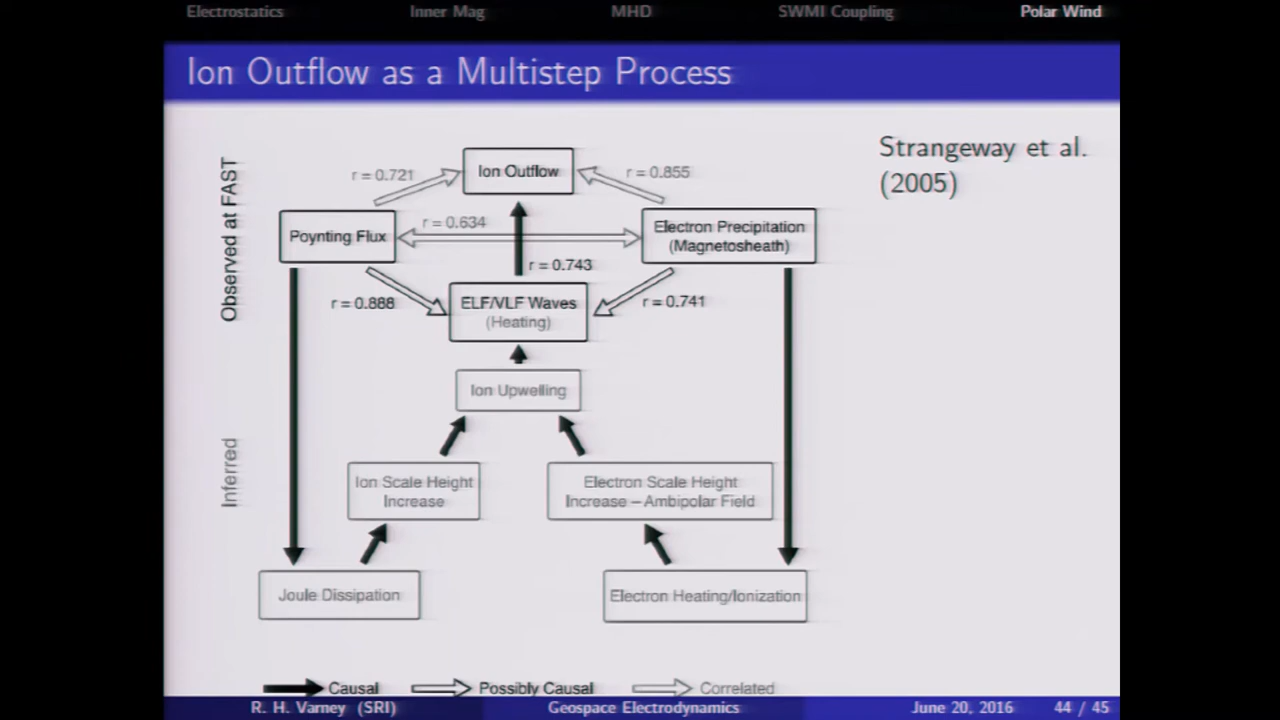 Electrostatics Inner Mag MHD SWMI Coupling Polar Wind
Ion Outflow as a Multistep Process
Strangeway et al.
(2005)
Observed at FAST
Inferred
Ion Outflow
r = 0.721
r = 0.855
Poynting Flux
r = 0.634
Electron Precipitation
(Magnetosheath)
r = 0.743
r = 0.888
ELF/VLF Waves
(Heating)
r = 0.741
Ion Upwelling
Ion Scale Height
Increase
Electron Scale Height
Increase – Ambipolar Field
Joule Dissipation
Electron Heating/Ionization
Causal Possibly Causal Correlated
R. H. Varney (SRI) Geospace Electrodynamics June 20, 2016 44 / 45